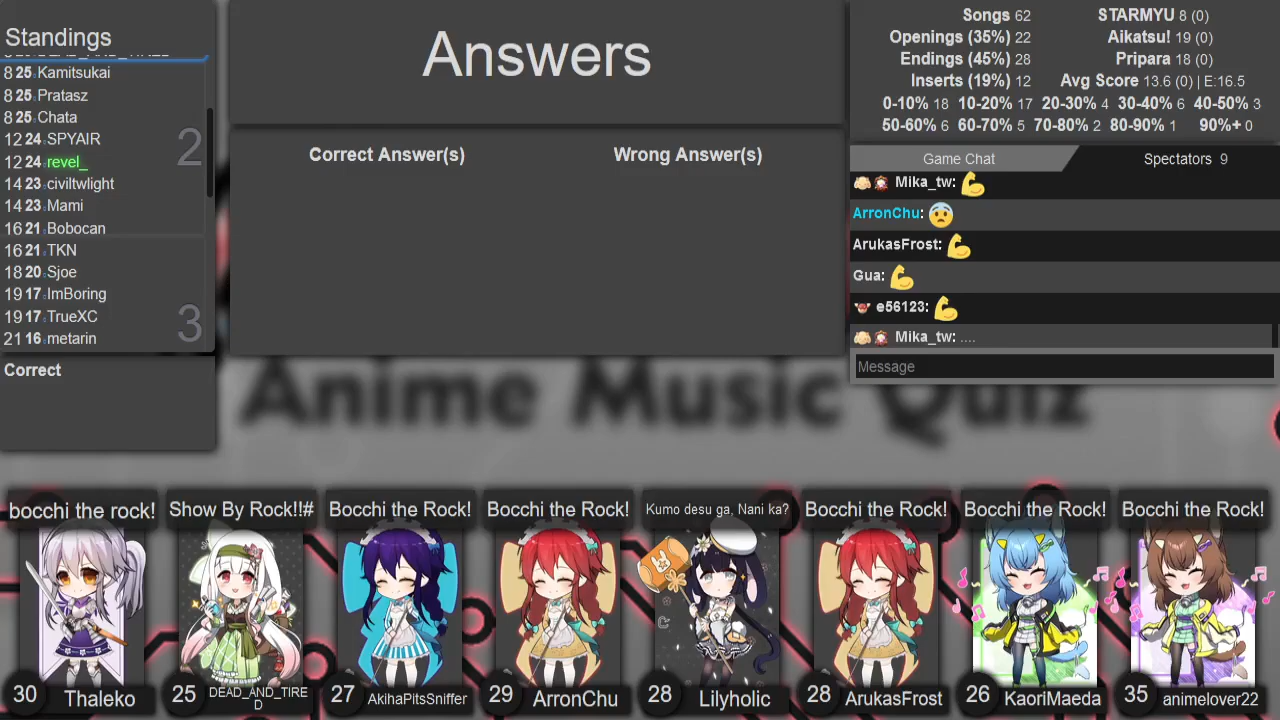 Standings
8 25 Kamitsukai
8 25 Pratasz
8 25 Chata
12 24 SPYAIR
2
12 24 revel_
14 23 civiltwlight
14 23 Mami
16 21 Bobocan
16 21 TKN
18 20 Sjoe
19 17 ImBoring
19 17 TrueXC
3
21 16 metarin
Correct
Answers
Correct Answer(s)
Wrong Answer(s)
Songs 62 STARMYU 8 (0)
Openings (35%) 22 Aikatsu! 19 (0)
Endings (45%) 28 Pripara 18 (0)
Inserts (19%) 12 Avg Score 13.6 (0) | E:16.5
0-10% 18 10-20% 17 20-30% 4 30-40% 6 40-50% 3
50-60% 6 60-70% 5 70-80% 2 80-90% 1 90%+ 0
Game Chat
Spectators 9
Mika_tw: 💪
ArronChu: 😨
ArukasFrost: 💪
Gua: 💪
e56123: 💪
Mika_tw: ....
Message
Anime Music Quiz
bocchi the rock!
Show By Rock!!#
Bocchi the Rock!
Bocchi the Rock!
Kumo desu ga, Nani ka?
Bocchi the Rock!
Bocchi the Rock!
Bocchi the Rock!
30 Thaleko
25 DEAD_AND_TIRE
D
27 AkihaPitsSniffer
29 ArronChu
28 Lilyholic
28 ArukasFrost
26 KaoriMaeda
35 animelover22